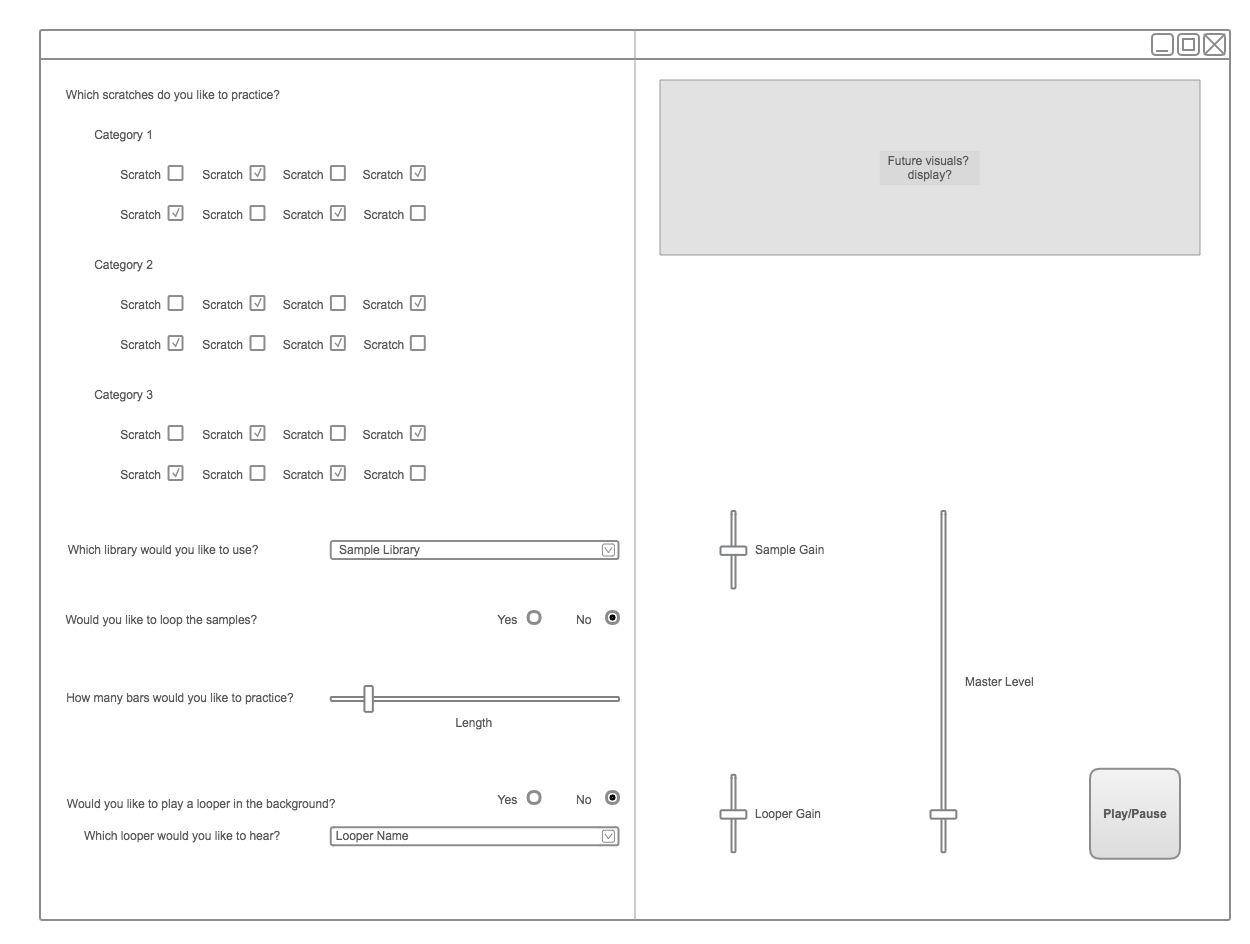 Which scratches do you like to practice?
Category 1
Scratch Scratch Scratch Scratch
Scratch Scratch Scratch Scratch
Category 2
Scratch Scratch Scratch Scratch
Scratch Scratch Scratch Scratch
Category 3
Scratch Scratch Scratch Scratch
Scratch Scratch Scratch Scratch
Which library would you like to use? Sample Library
Would you like to loop the samples? Yes No
How many bars would you like to practice?
Length
Would you like to play a looper in the background? Yes No
Which looper would you like to hear? Looper Name
Future visuals?
display?
Sample Gain
Master Level
Looper Gain
Play/Pause